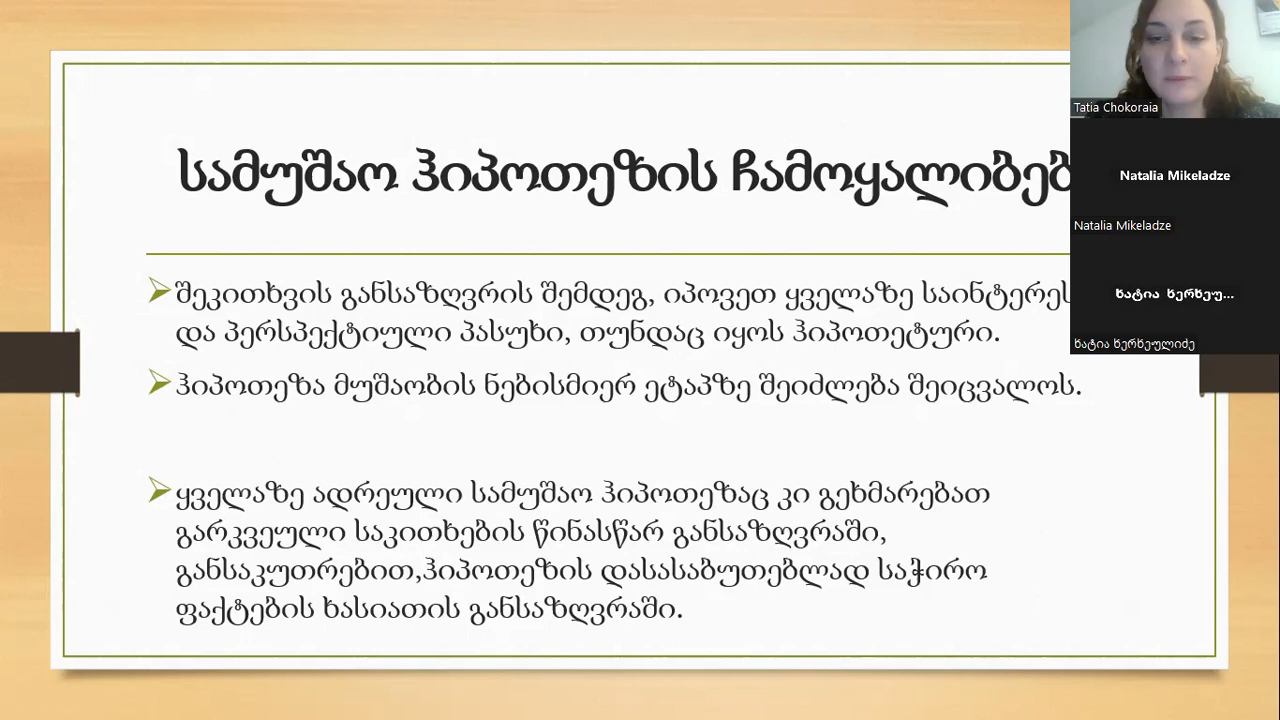 სამუშაო ჰიპოთეზის ჩამოყალიბებ
შეკითხვის განსაზღვრის შემდეგ, იპოვეთ ყველაზე საინტერეს
და პერსპექტიული პასუხი, თუნდაც იყოს ჰიპოთეტური.
ჰიპოთეზა მუშაობის ნებისმიერ ეტაპზე შეიძლება შეიცვალოს.
ყველაზე ადრეული სამუშაო ჰიპოთეზაც კი გეხმარებათ
გარკვეული საკითხების წინასწარ განსაზღვრაში,
განსაკუთრებით,ჰიპოთეზის დასასაბუთებლად საჭირო
ფაქტების ხასიათის განსაზღვრაში.
Tatia Chokoraia
Natalia Mikeladze
Natalia Mikeladze
ხატია ხერხეუ...
ხატია ხერხეულიძე